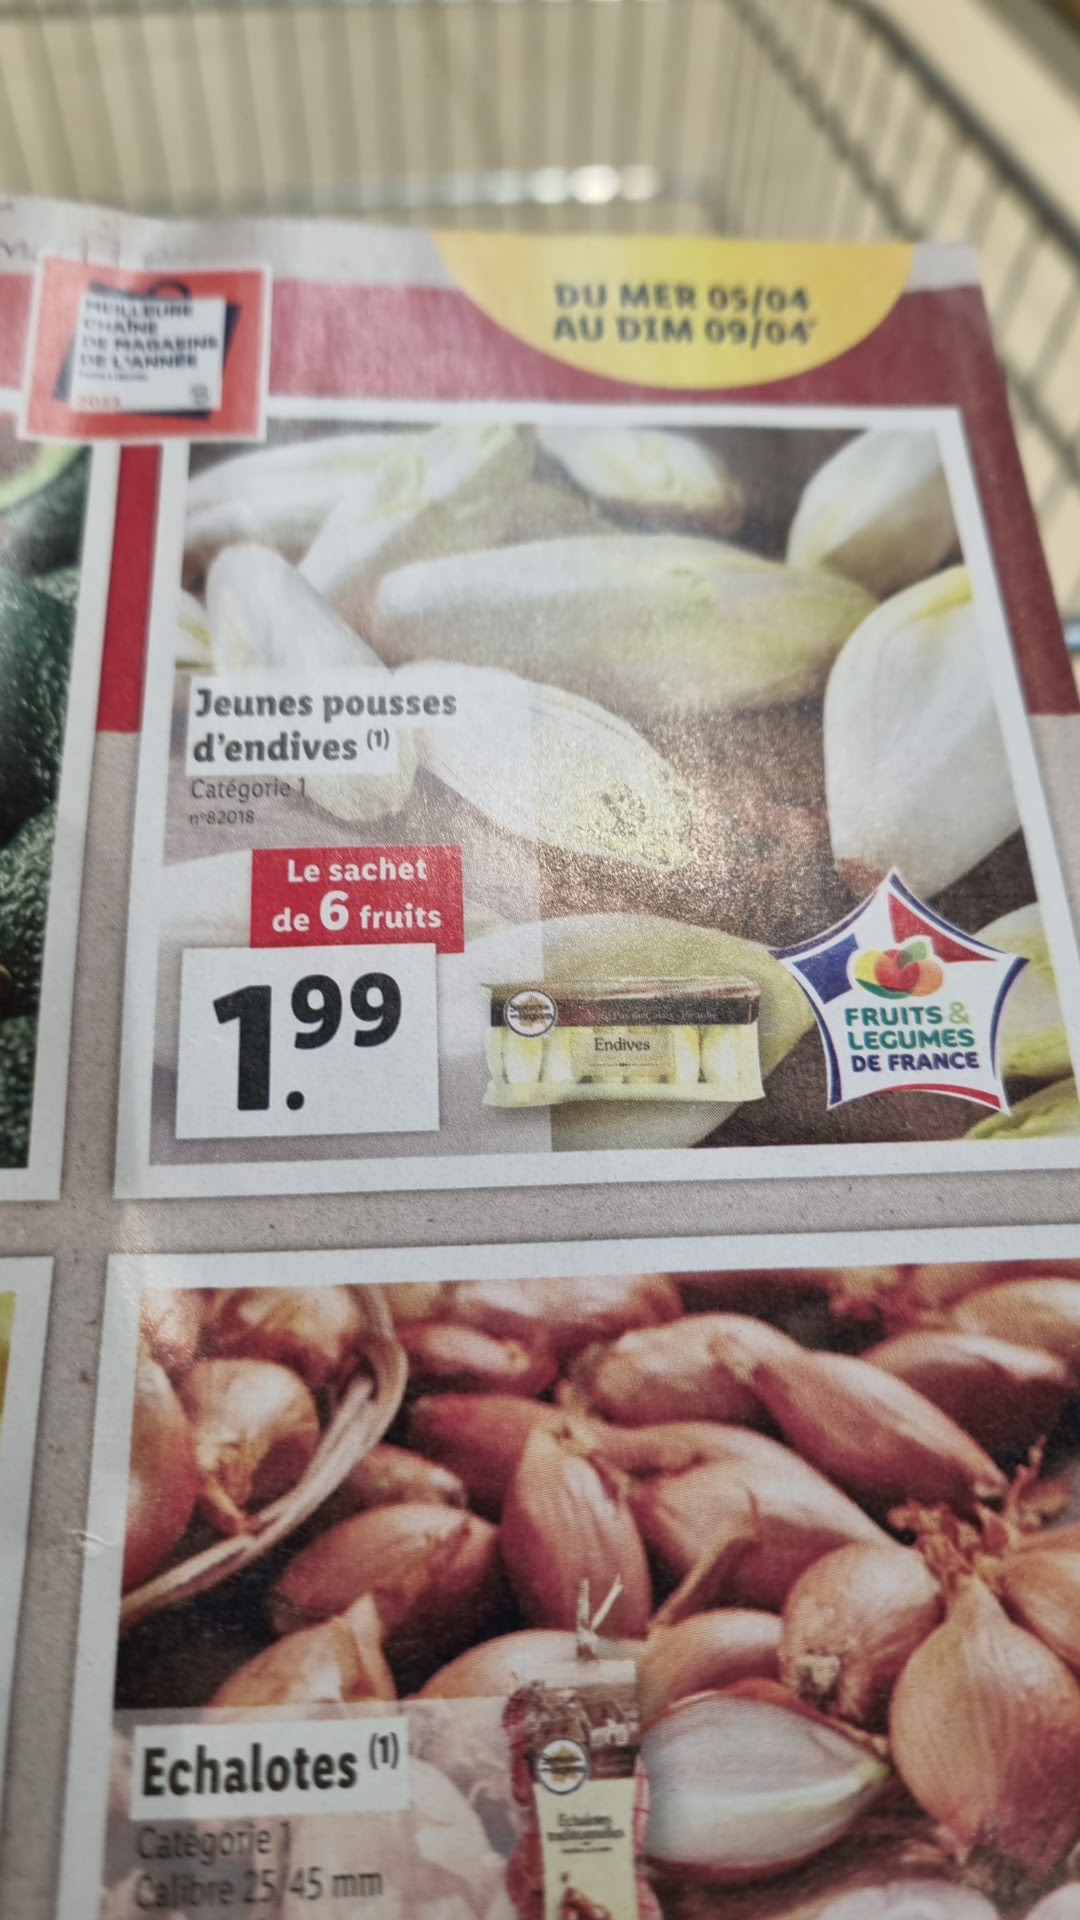 DU MER 05/04
AU DIM 09/04*
MEILLEURE
CHAÎNE
DE MAGASINS
DE L'ANNÉE
Jeunes pousses
d'endives (1)
Catégorie 1
n°82018
Le sachet
de 6 fruits
1.99
Endives
FRUITS &
LEGUMES
DE FRANCE
Echalotes (1)
Catégorie 1
Calibre 25/45 mm
Echalotes
traditionnelles